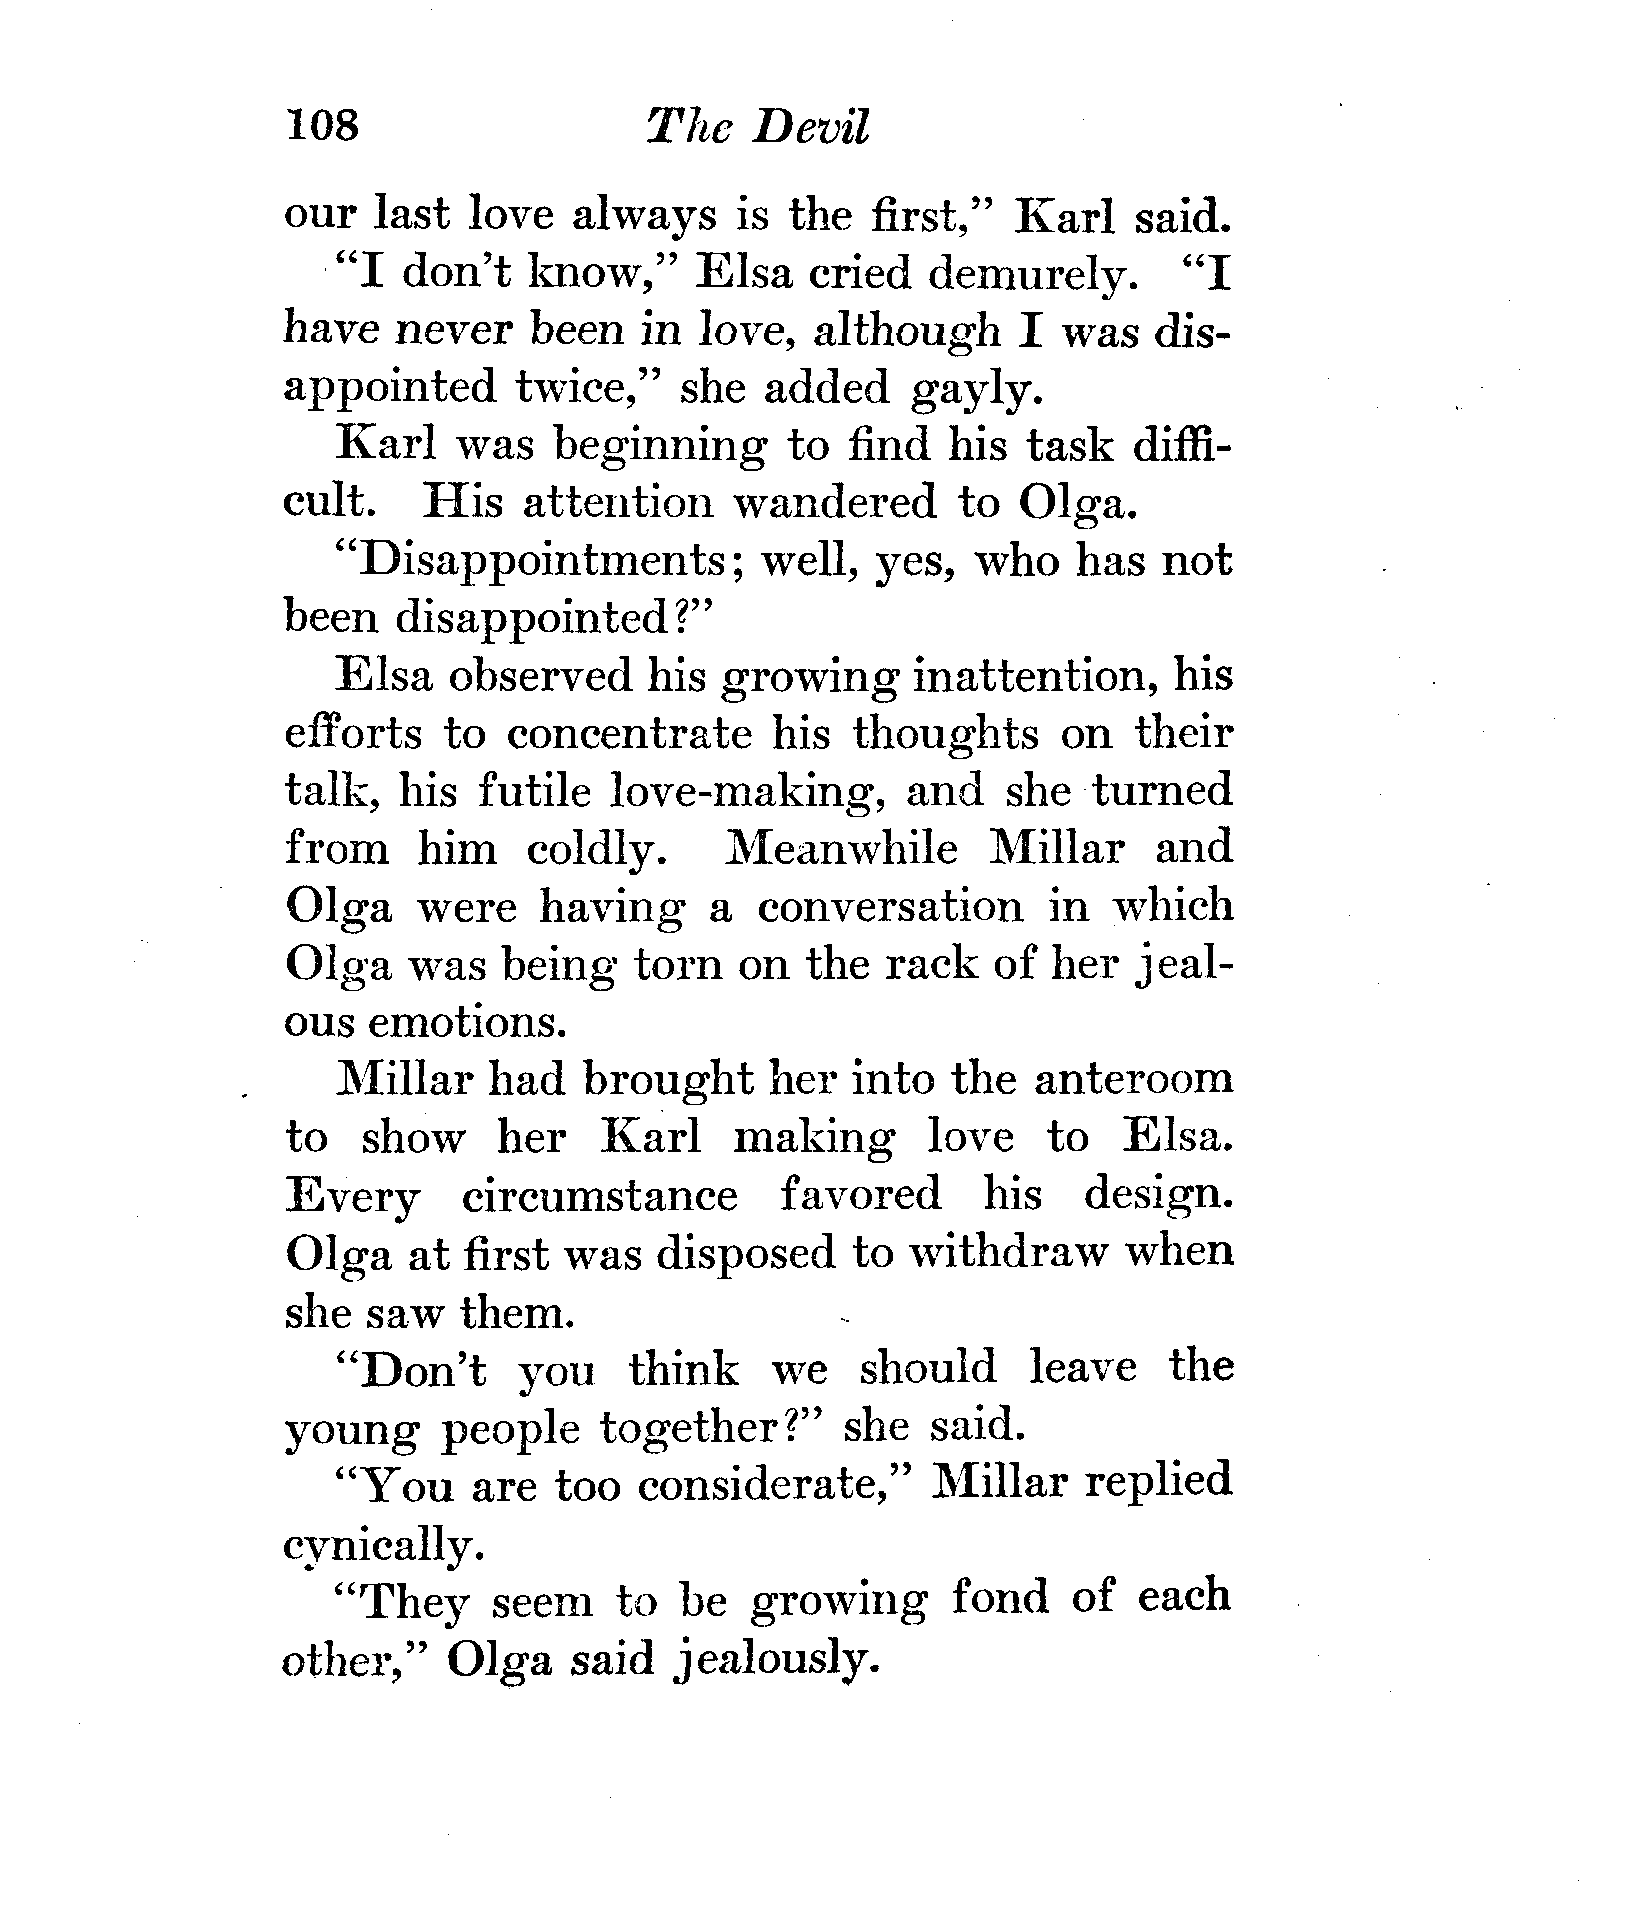 108 The Devil
our last love always is the first,” Karl said.
“I don’t know,” Elsa cried demurely. “I
have never been in love, although I was dis-
appointed twice,” she added gayly.
Karl was beginning to find his task diffi-
cult. His attention wandered to Olga.
“Disappointments; well, yes, who has not
been disappointed?”
Elsa observed his growing inattention, his
efforts to concentrate his thoughts on their
talk, his futile love-making, and she turned
from him coldly. Meanwhile Millar and
Olga were having a conversation in which
Olga was being torn on the rack of her jeal-
ous emotions.
Millar had brought her into the anteroom
to show her Karl making love to Elsa.
Every circumstance favored his design.
Olga at first was disposed to withdraw when
she saw them.
“Don’t you think we should leave the
young people together?” she said.
“You are too considerate,” Millar replied
cynically.
“They seem to be growing fond of each
other,” Olga said jealously.